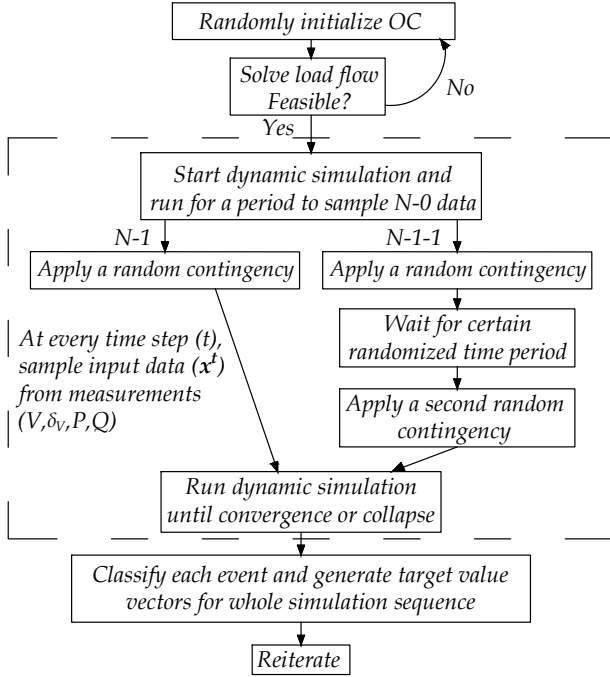 Randomly initialize OC
Solve load flow
Feasible?
No
Yes
Start dynamic simulation and
run for a period to sample N-0 data
N-1
N-1-1
Apply a random contingency
Apply a random contingency
At every time step (t),
sample input data (x^t)
from measurements
(V,δ_V,P,Q)
Wait for certain
randomized time period
Apply a second random
contingency
Run dynamic simulation
until convergence or collapse
Classify each event and generate target value
vectors for whole simulation sequence
Reiterate